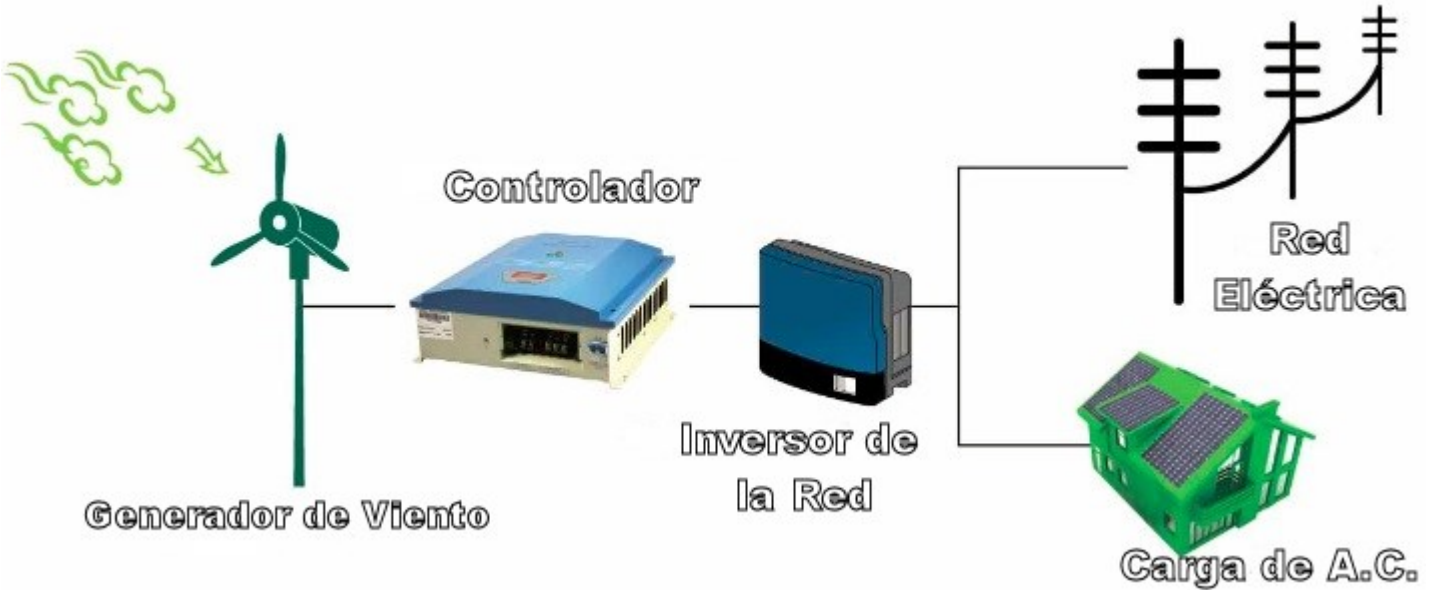 Controlador
Red
Eléctrica
Inversor de
la Red
Generador de Viento
Carga de A.C.